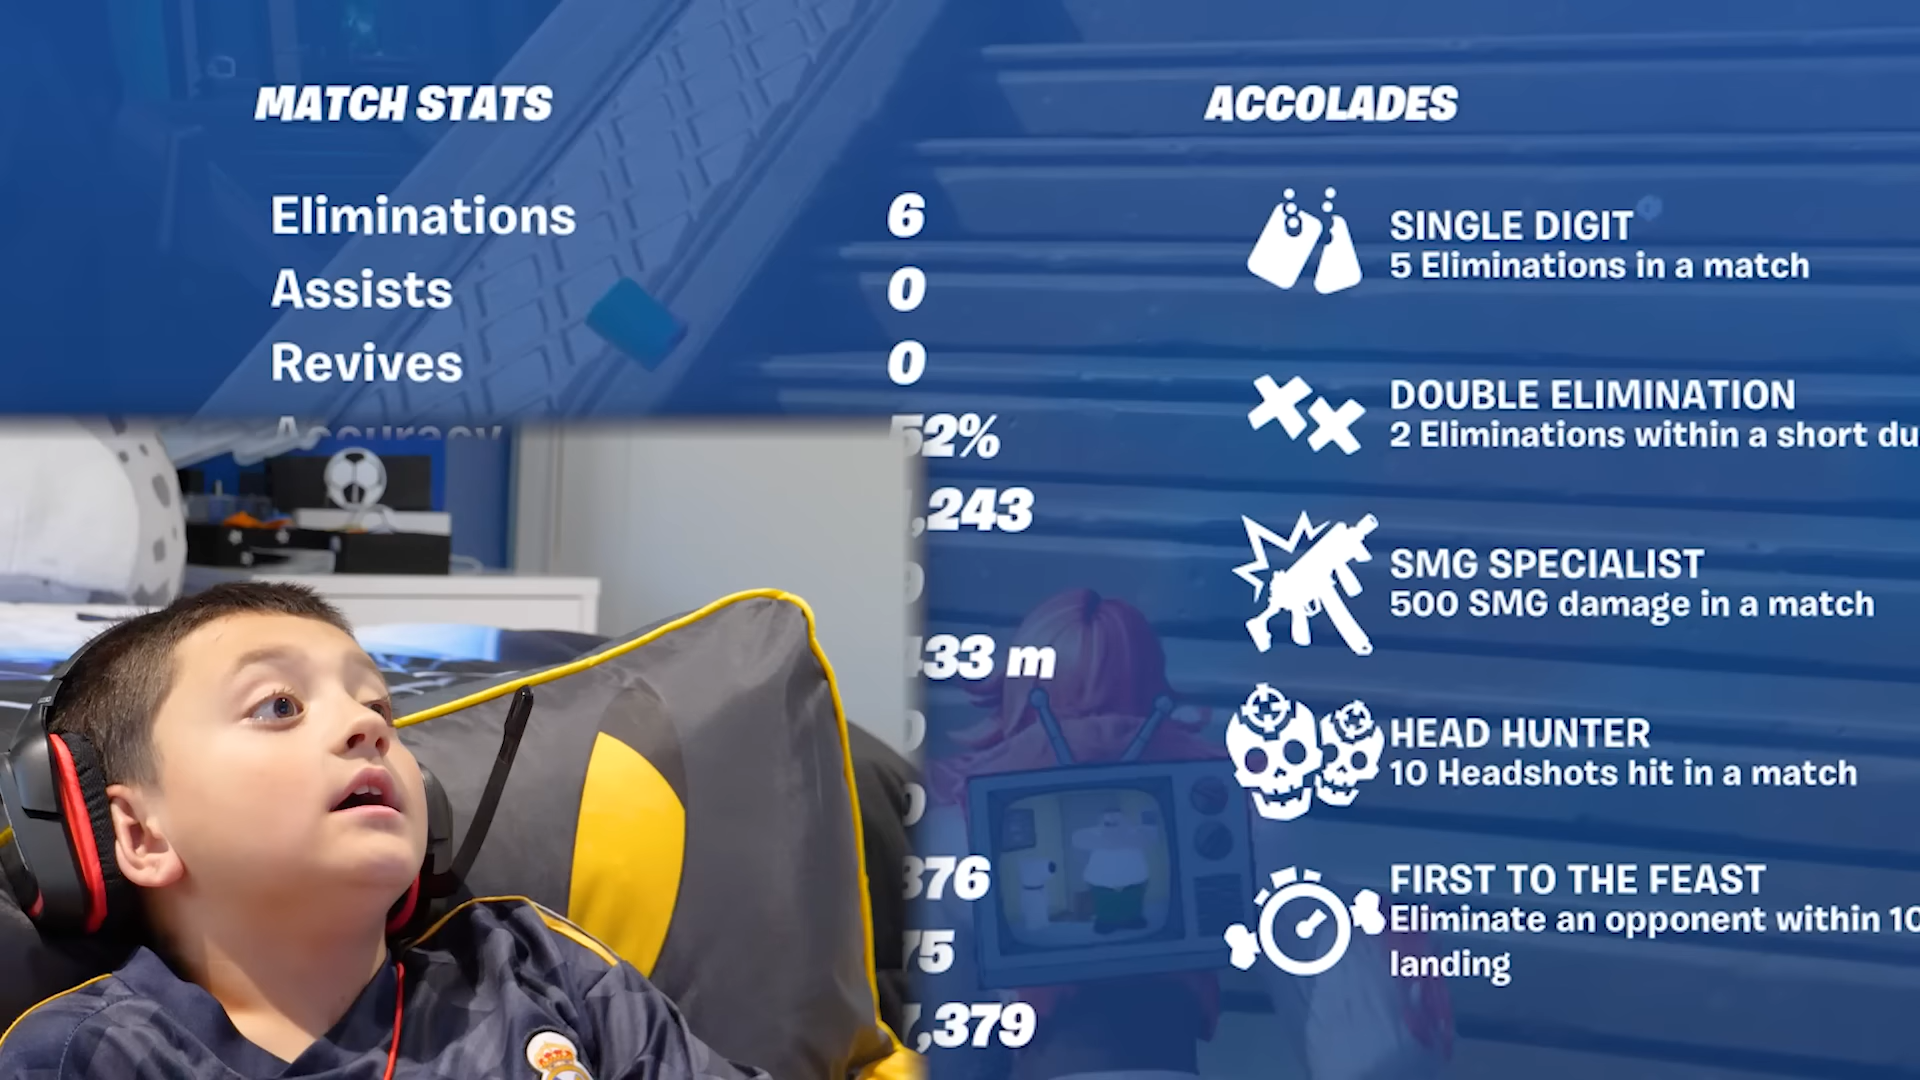 MATCH STATS
Eliminations 6
Assists 0
Revives 0
Accuracy 52%
,243
33 m
376
75
,379
ACCOLADES
SINGLE DIGIT
5 Eliminations in a match
DOUBLE ELIMINATION
2 Eliminations within a short du
SMG SPECIALIST
500 SMG damage in a match
HEAD HUNTER
10 Headshots hit in a match
FIRST TO THE FEAST
Eliminate an opponent within 10
landing